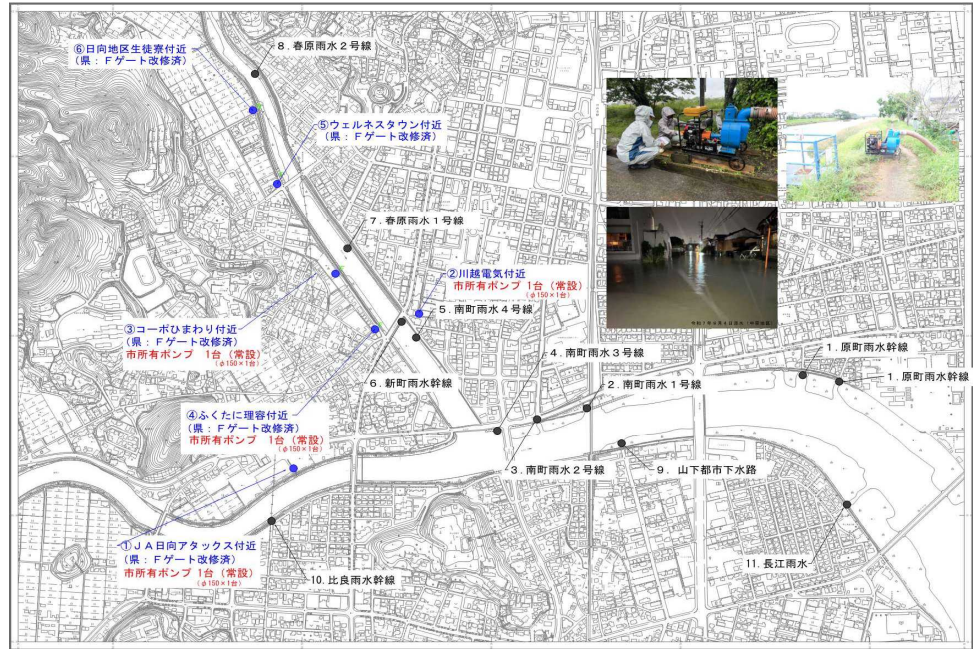 ⑥日向地区生徒寮付近
(県：Ｆゲート改修済)
8．春原雨水２号線
⑤ウェルネスタウン付近
(県：Ｆゲート改修済)
7．春原雨水１号線
②川越電気付近
市所有ポンプ 1台（常設）
(φ150×1台)
5．南町雨水４号線
③コーポひまわり付近
(県：Ｆゲート改修済)
市所有ポンプ 1台（常設）
(φ150×1台)
4．南町雨水３号線
1．原町雨水幹線
6．新町雨水幹線
2．南町雨水１号線
1．原町雨水幹線
④ふくたに理容付近
(県：Ｆゲート改修済)
市所有ポンプ 1台（常設）
(φ150×1台)
3．南町雨水２号線
9． 山下都市下水路
①ＪＡ日向アタックス付近
(県：Ｆゲート改修済)
市所有ポンプ 1台（常設）
(φ150×1台)
10．比良雨水幹線
11．長江雨水